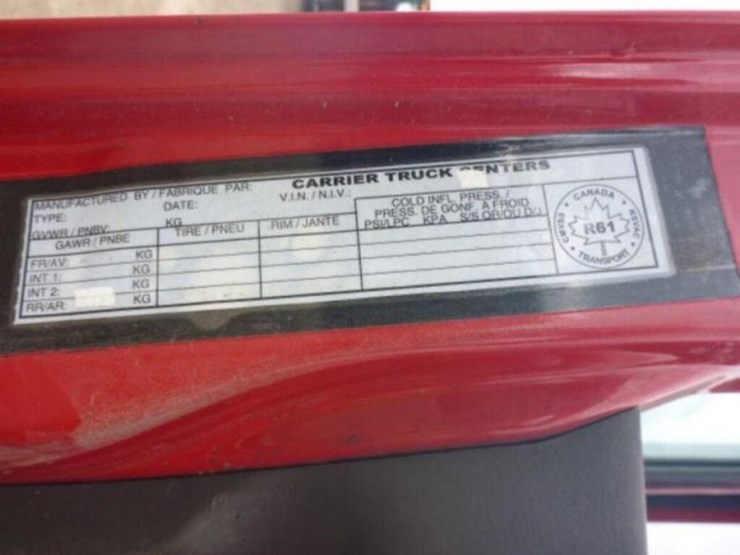 MANUFACTURED BY / FABRIQUE PAR: CARRIER TRUCK CENTERS
TYPE: DATE: V.I.N. / N.I.V.:
GVWR / PNBV: KG
GAWR / PNBE TIRE / PNEU RIM / JANTE COLD INFL. PRESS. /
PRESS. DE GONF. A FROID
PSI/LPC KPA S/S OR/OU D/J
FR/AV: KG
INT 1: KG
INT 2: KG
RR/AR: KG
CANADA
R61
TRANSPORT